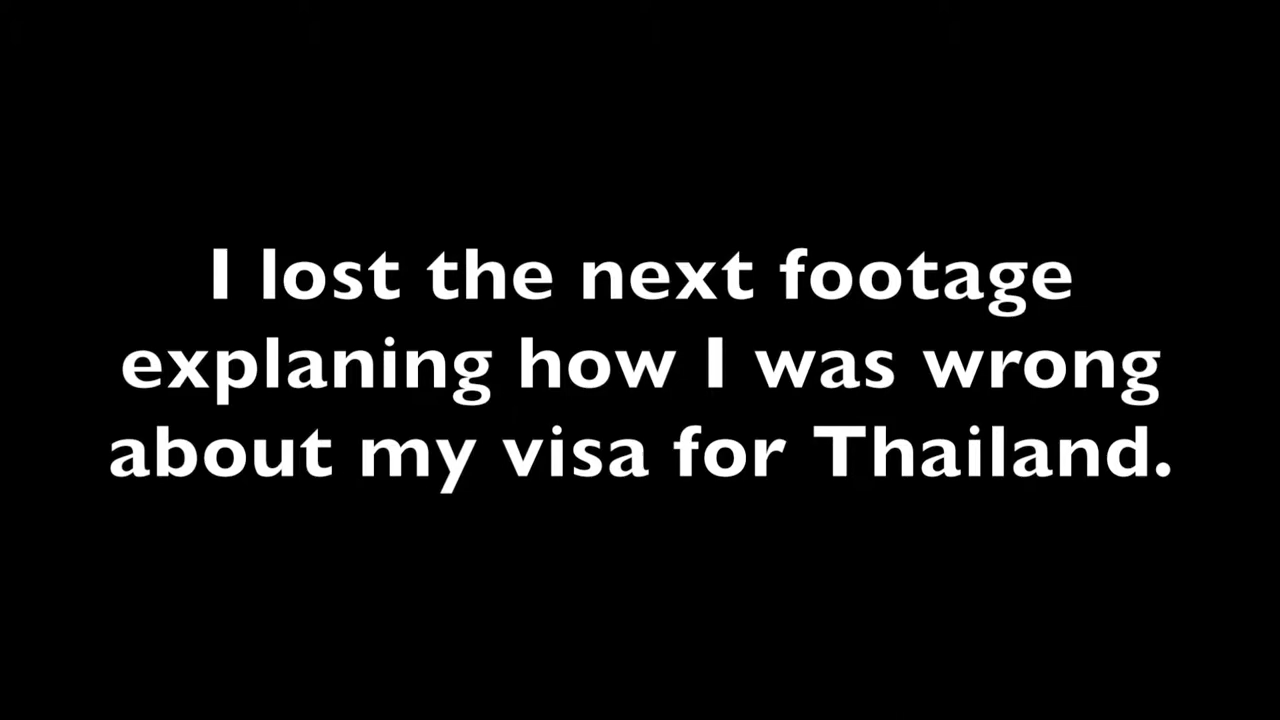 I lost the next footage
explaning how I was wrong
about my visa for Thailand.